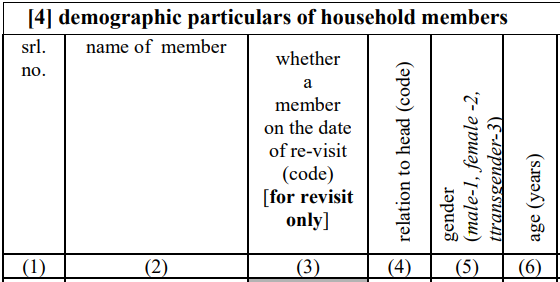 [4] demographic particulars of household members
srl.
no.
name of member
whether
a
member
on the date
of re-visit
(code)
[for revisit
only]
relation to head (code)
gender
(male-1, female -2,
ttransgender-3)
age (years)
(1)
(2)
(3)
(4)
(5)
(6)